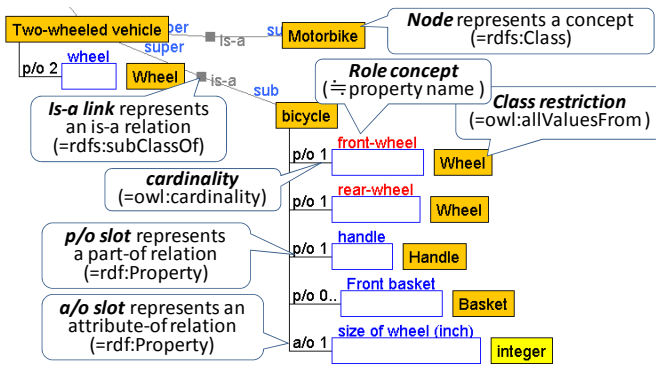 Two-wheeled vehicle
super
is-a
su
Motorbike
Node represents a concept
(=rdfs:Class)
super
p/o 2
wheel
Wheel
is-a
sub
Is-a link represents
an is-a relation
(=rdfs:subClassOf)
Role concept
(≒property name )
Class restriction
(=owl:allValuesFrom )
bicycle
p/o 1
front-wheel
Wheel
cardinality
(=owl:cardinality)
p/o 1
rear-wheel
Wheel
p/o slot represents
a part-of relation
(=rdf:Property)
p/o 1
handle
Handle
p/o 0..
Front basket
Basket
a/o slot represents an
attribute-of relation
(=rdf:Property)
a/o 1
size of wheel (inch)
integer